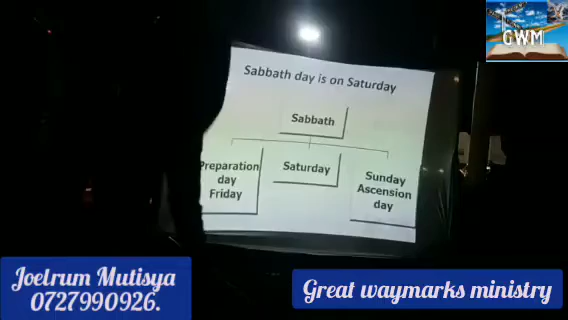 GWM
Sabbath day is on Saturday
Sabbath
Preparation
day
Friday
Saturday
Sunday
Ascension
day
Joelrum Mutisya
0727990926.
Great waymarks ministry